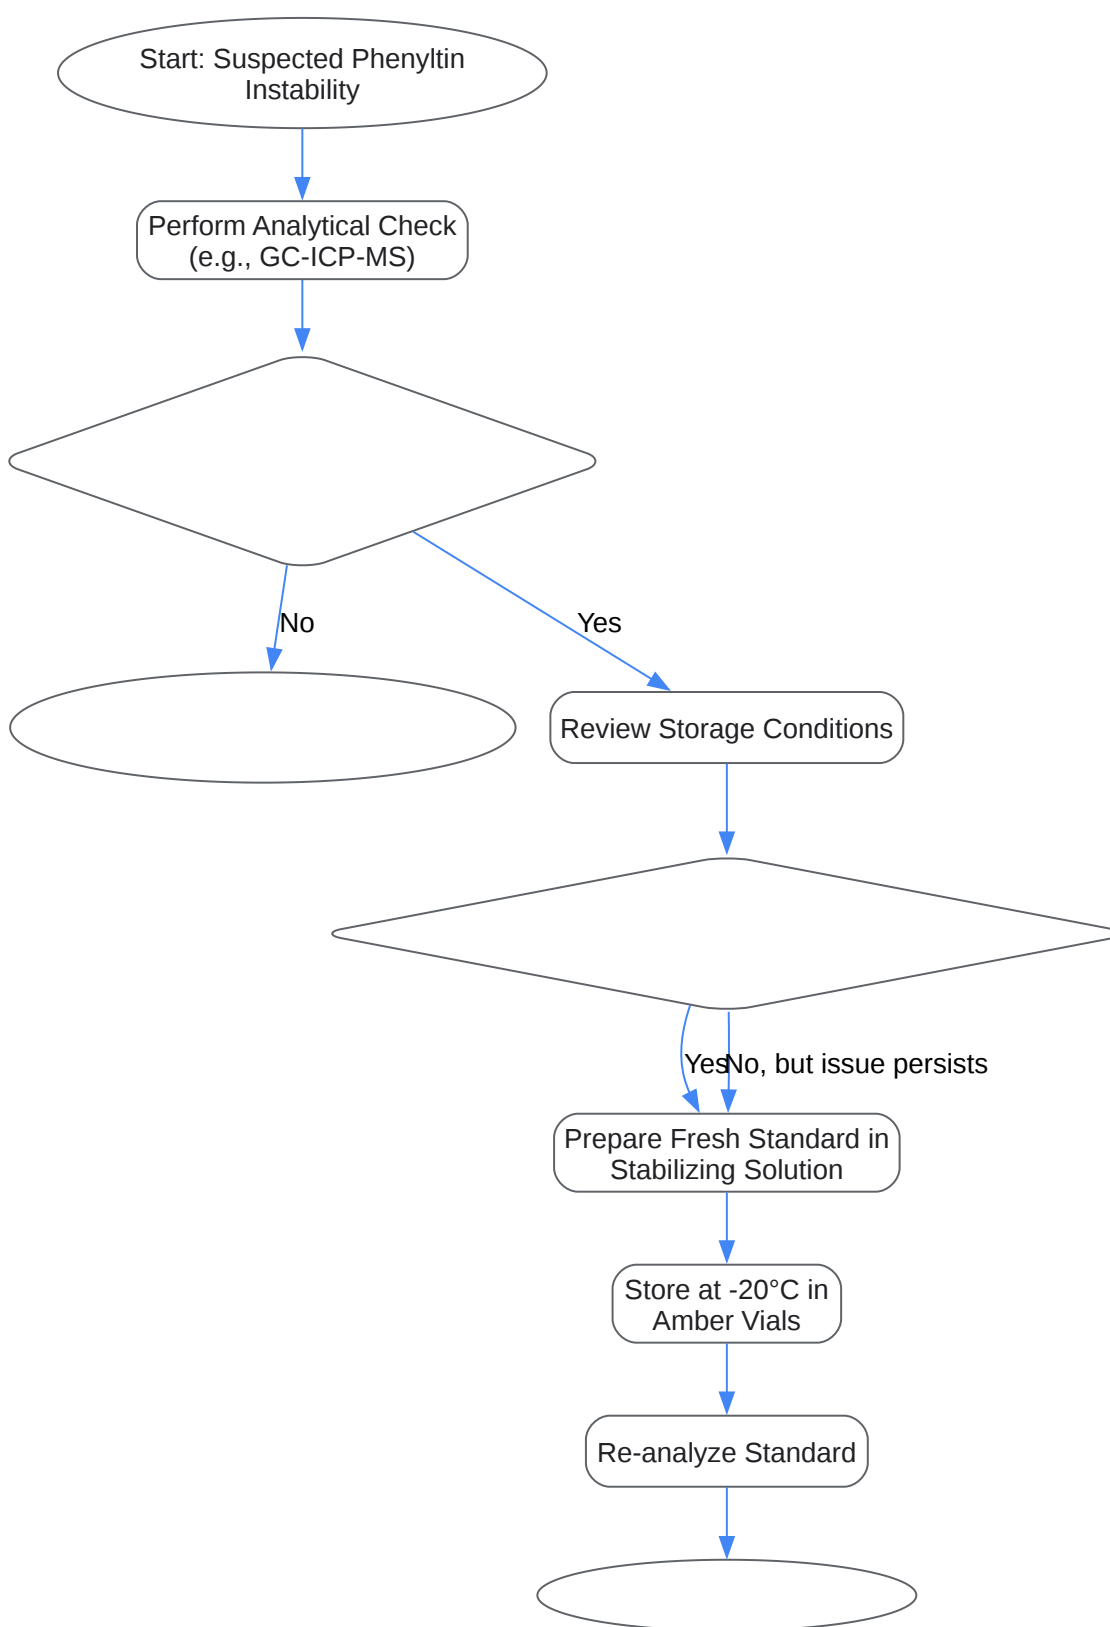 Start: Suspected Phenyltin
Instability
Perform Analytical Check
(e.g., GC-ICP-MS)
No
Yes
Review Storage Conditions
Yes
No, but issue persists
Prepare Fresh Standard in
Stabilizing Solution
Store at -20°C in
Amber Vials
Re-analyze Standard